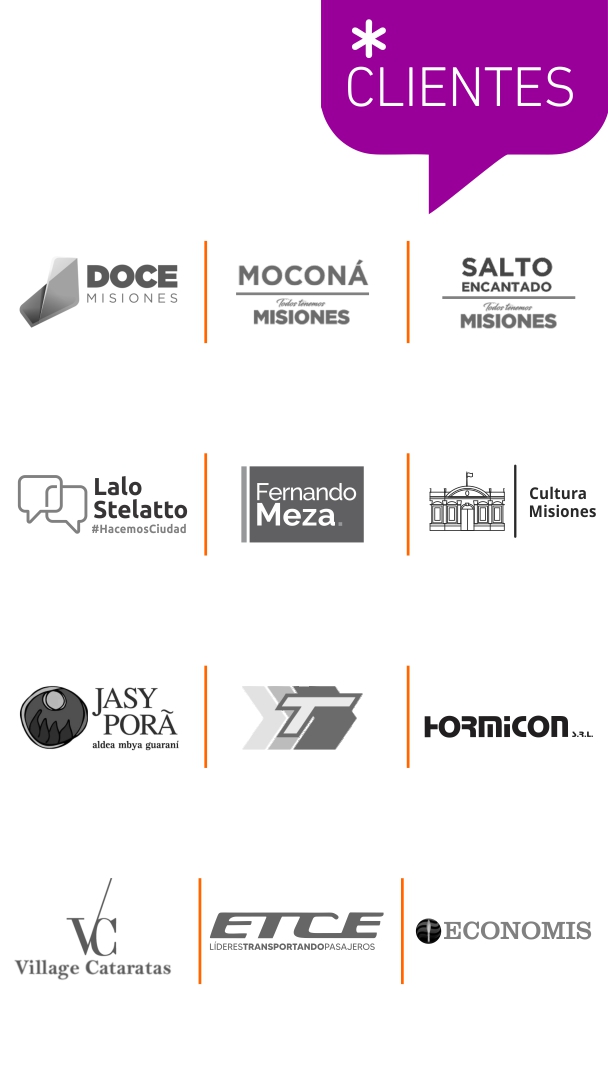 * CLIENTES
DOCE
MISIONES
MOCONÁ
Todos tenemos
MISIONES
SALTO
ENCANTADO
Todos tenemos
MISIONES
Lalo
Stelatto
#HacemosCiudad
Fernando
Meza.
Cultura
Misiones
JASY
PORÃ
aldea mbya guaraní
T
HORMICON S.R.L.
VC
Village Cataratas
ETCE
LÍDERESTRANSPORTANDOPASAJEROS
ECONOMIS